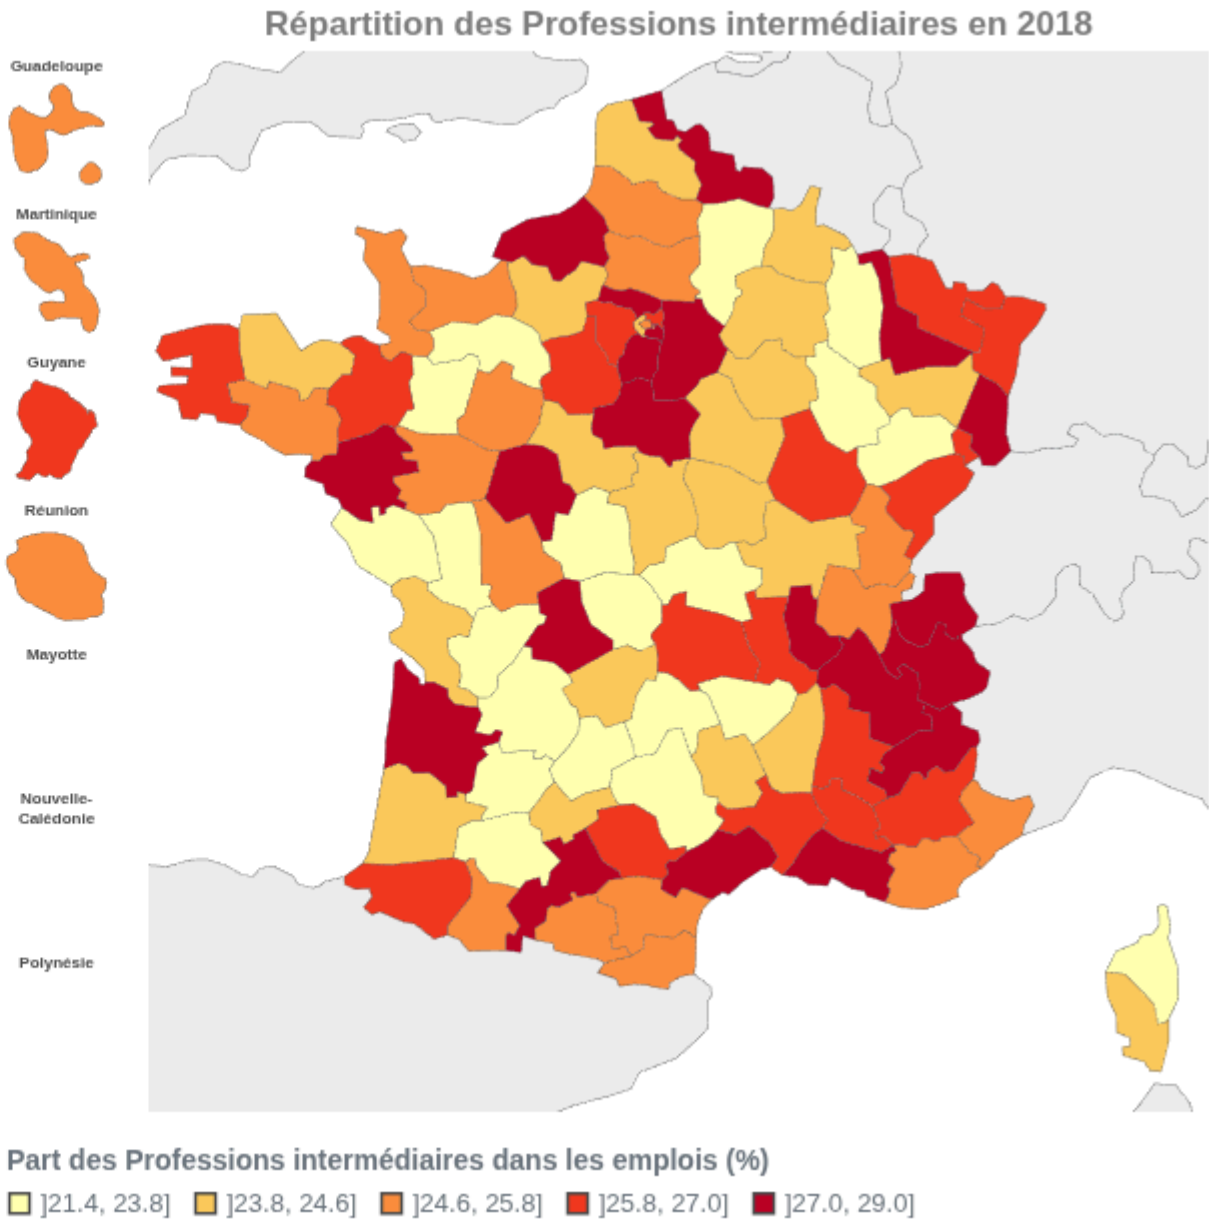 Répartition des Professions intermédiaires en 2018
Guadeloupe
Martinique
Guyane
Réunion
Mayotte
Nouvelle-
Calédonie
Polynésie
Part des Professions intermédiaires dans les emplois (%)
]21.4, 23.8] ]23.8, 24.6] ]24.6, 25.8] ]25.8, 27.0] ]27.0, 29.0]